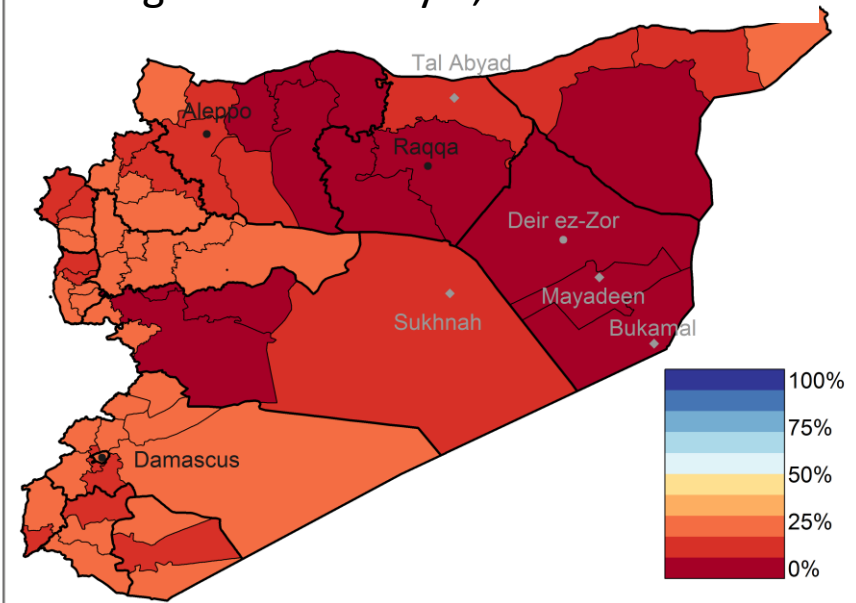 Tal Abyad
Aleppo
Raqqa
Deir ez-Zor
Mayadeen
Sukhnah
Bukamal
Damascus
100%
75%
50%
25%
0%